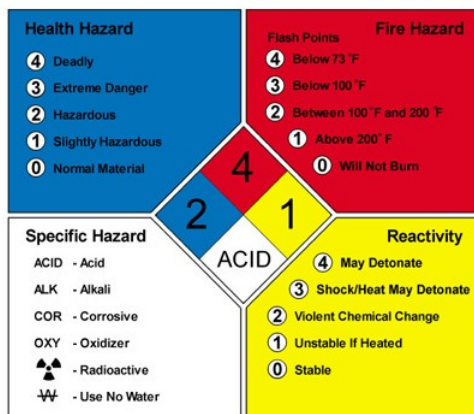 Health Hazard
4 Deadly
3 Extreme Danger
2 Hazardous
1 Slightly Hazardous
0 Normal Material
Fire Hazard
Flash Points
4 Below 73°F
3 Below 100°F
2 Between 100°F and 200°F
1 Above 200°F
0 Will Not Burn
4
2
1
ACID
Specific Hazard
ACID - Acid
ALK - Alkali
COR - Corrosive
OXY - Oxidizer
- Radioactive
W - Use No Water
Reactivity
4 May Detonate
3 Shock/Heat May Detonate
2 Violent Chemical Change
1 Unstable If Heated
0 Stable